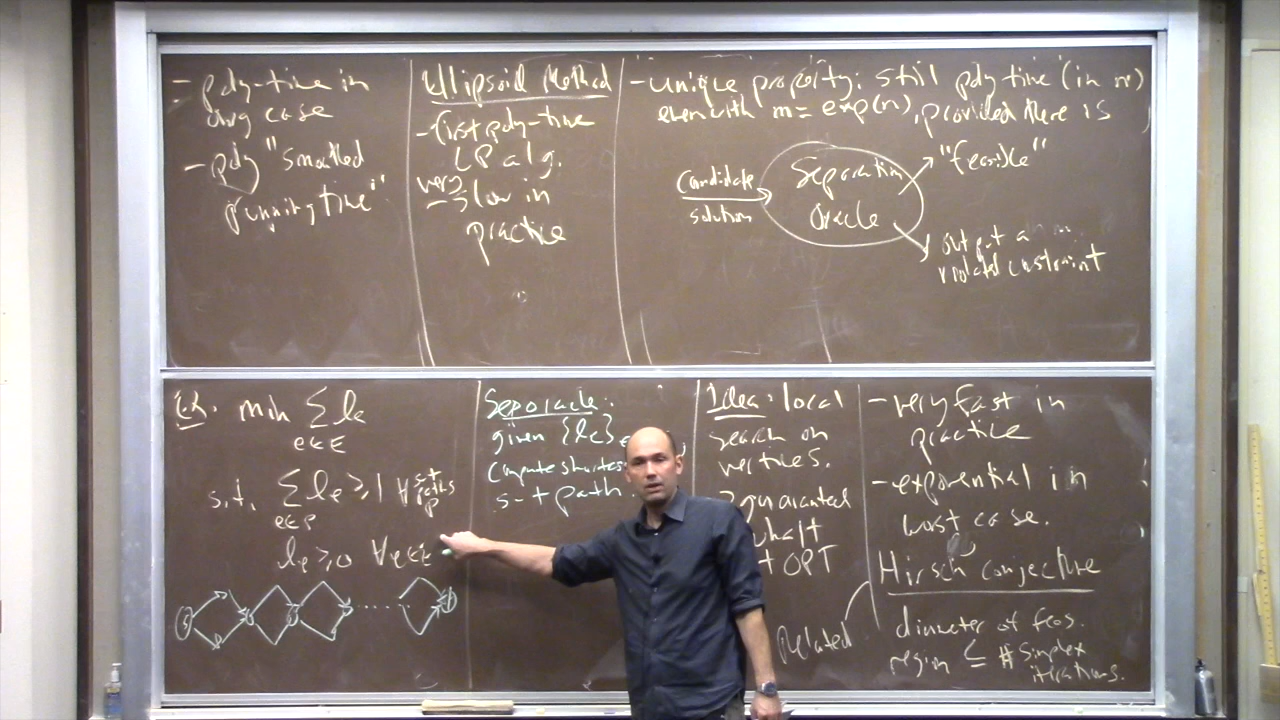 - poly-time in
avg case
- poly "smoothed
running time"
Ellipsoid Method
- first poly-time
LP alg.
very
slow in
practice
- unique property: still poly time (in n)
even with m = exp(n), provided there is
candidate
solution
Separation
Oracle
"feasible"
output a
violated constraint
Ex. min ∑ le
e∈E
s.t. ∑ le ≥ 1 ∀ s-t
paths
P
e∈P
le ≥ 0 ∀e∈E
s
t
Sep oracle:
given {le}
compute shortest
s-t path.
Idea: local
search on
vertices.
guaranteed
halt
OPT
- very fast in
practice
- exponential in
worst case.
Hirsch conjecture
Related
diameter of feas.
region ≤ # simplex
iterations.